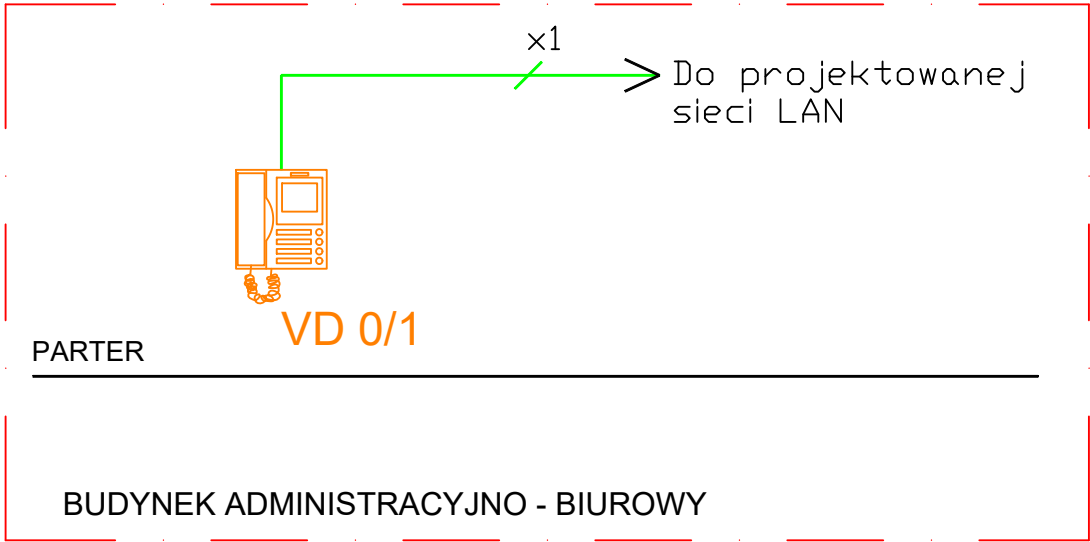 x1
Do projektowanej
sieci LAN
VD 0/1
PARTER
BUDYNEK ADMINISTRACYJNO - BIUROWY